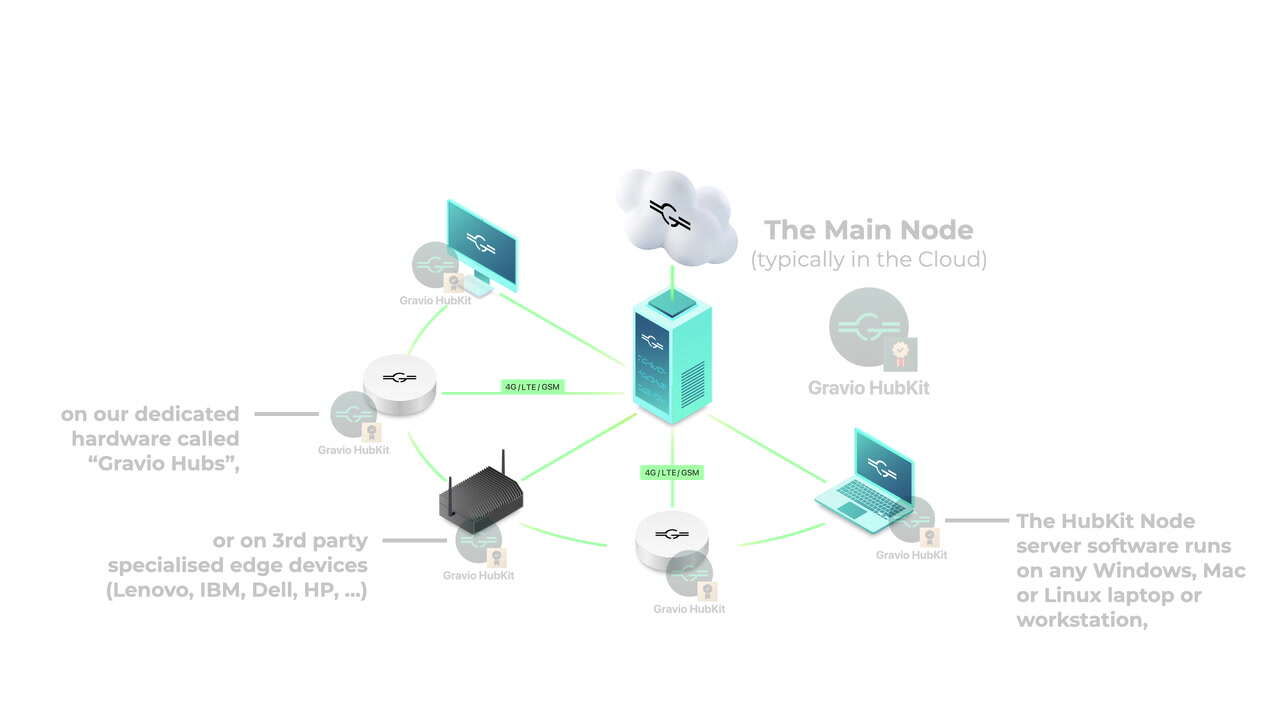 The Main Node
(typically in the Cloud)
Gravio HubKit
Gravio HubKit
4G / LTE / GSM
on our dedicated
hardware called
“Gravio Hubs”,
Gravio HubKit
4G / LTE / GSM
or on 3rd party
specialised edge devices
(Lenovo, IBM, Dell, HP, ...)
Gravio HubKit
Gravio HubKit
Gravio HubKit
The HubKit Node
server software runs
on any Windows, Mac
or Linux laptop or
workstation,